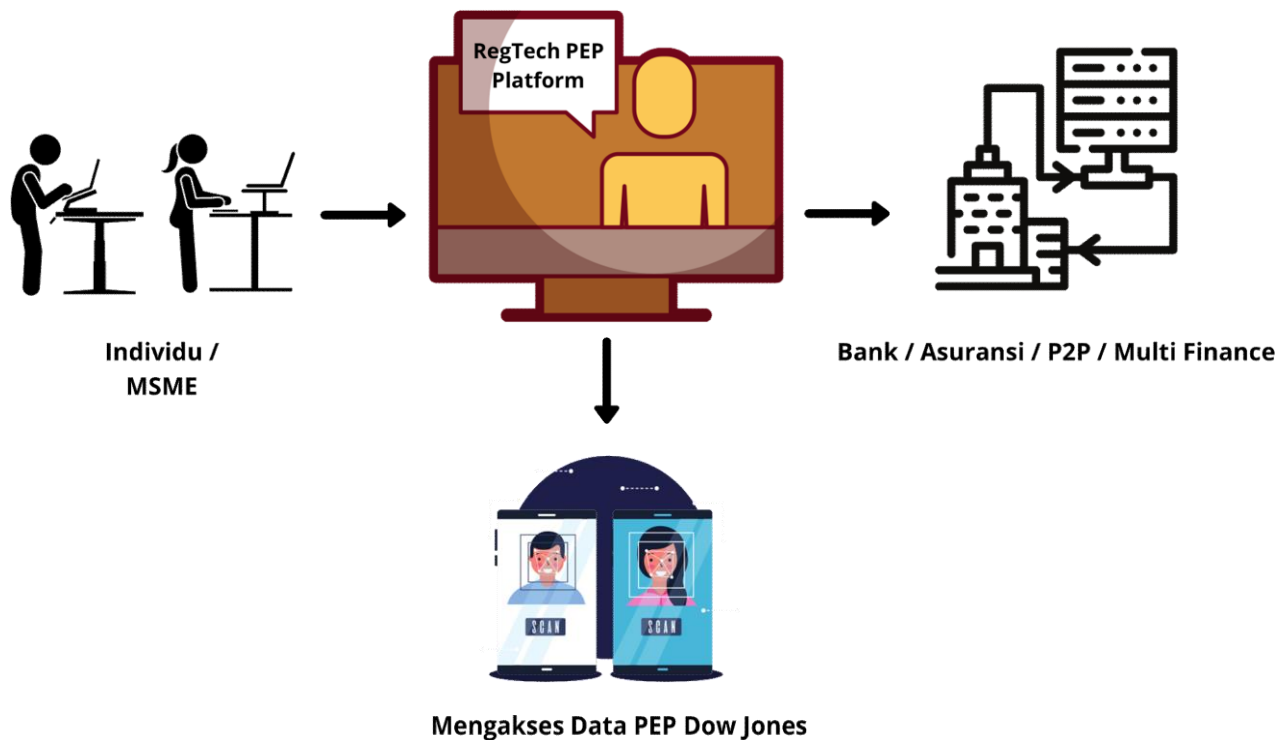 RegTech PEP
Platform
Individu /
MSME
Bank / Asuransi / P2P / Multi Finance
SCAN
SCAN
Mengakses Data PEP Dow Jones